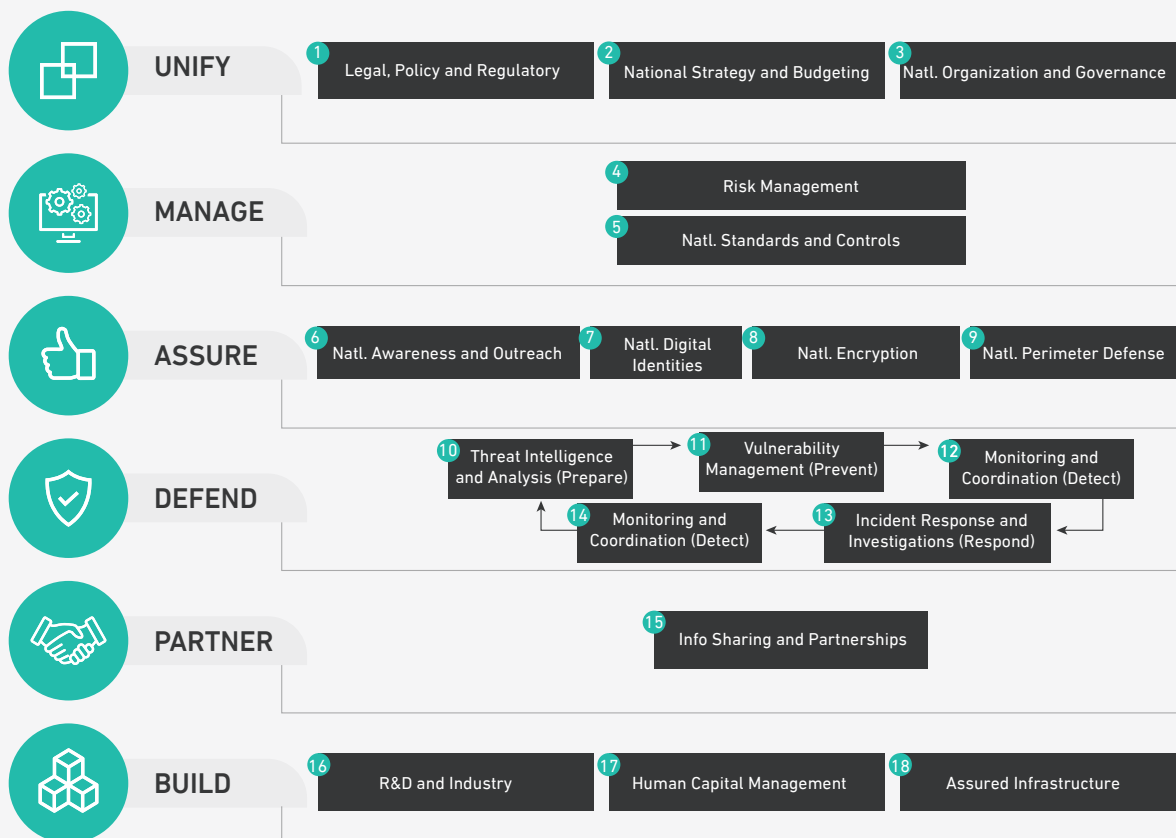 UNIFY
1
Legal, Policy and Regulatory
2
National Strategy and Budgeting
3
Natl. Organization and Governance
MANAGE
4
Risk Management
5
Natl. Standards and Controls
ASSURE
6
Natl. Awareness and Outreach
7
Natl. Digital
Identities
8
Natl. Encryption
9
Natl. Perimeter Defense
DEFEND
10
Threat Intelligence
and Analysis (Prepare)
11
Vulnerability
Management (Prevent)
12
Monitoring and
Coordination (Detect)
13
Incident Response and
Investigations (Respond)
14
Monitoring and
Coordination (Detect)
PARTNER
15
Info Sharing and Partnerships
BUILD
16
R&D and Industry
17
Human Capital Management
18
Assured Infrastructure